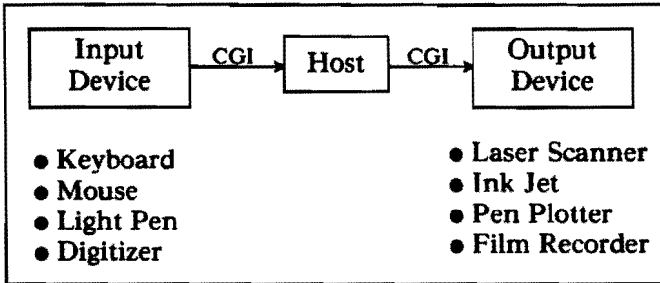 Input
Device
CGI
Host
CGI
Output
Device
● Keyboard
● Mouse
● Light Pen
● Digitizer
● Laser Scanner
● Ink Jet
● Pen Plotter
● Film Recorder